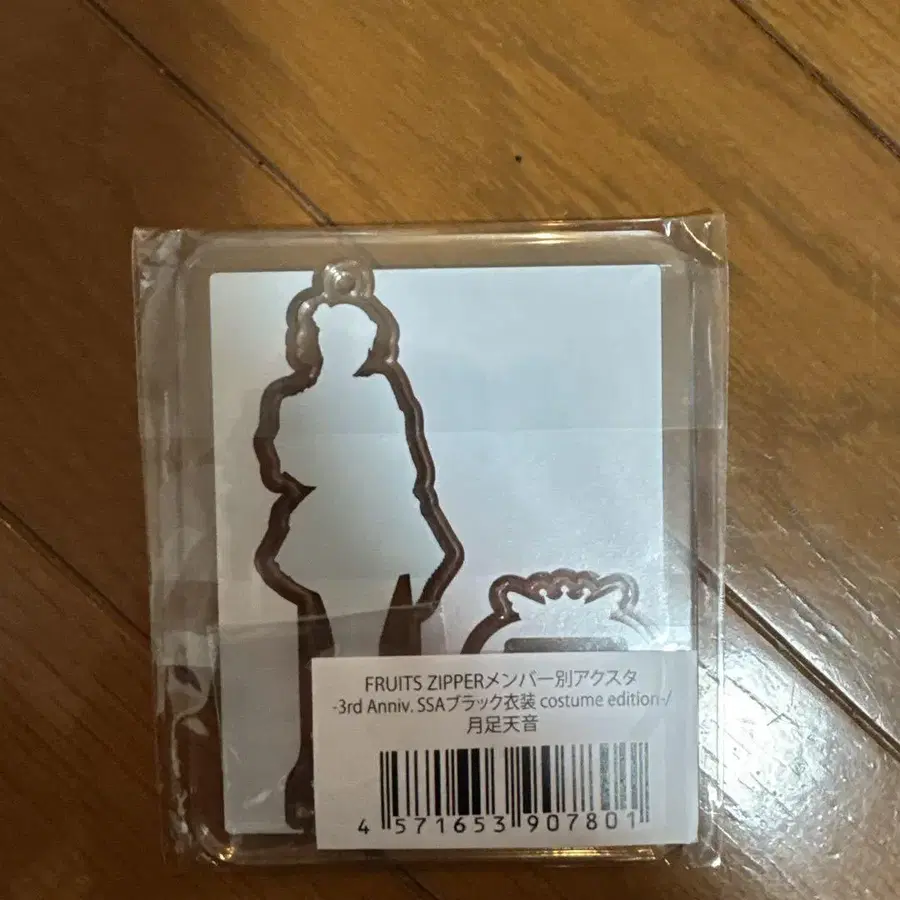 FRUITS ZIPPERメンバー別アクスタ
-3rd Anniv. SSAブラック衣装 costume edition-/
月足天音
4 571653 907801